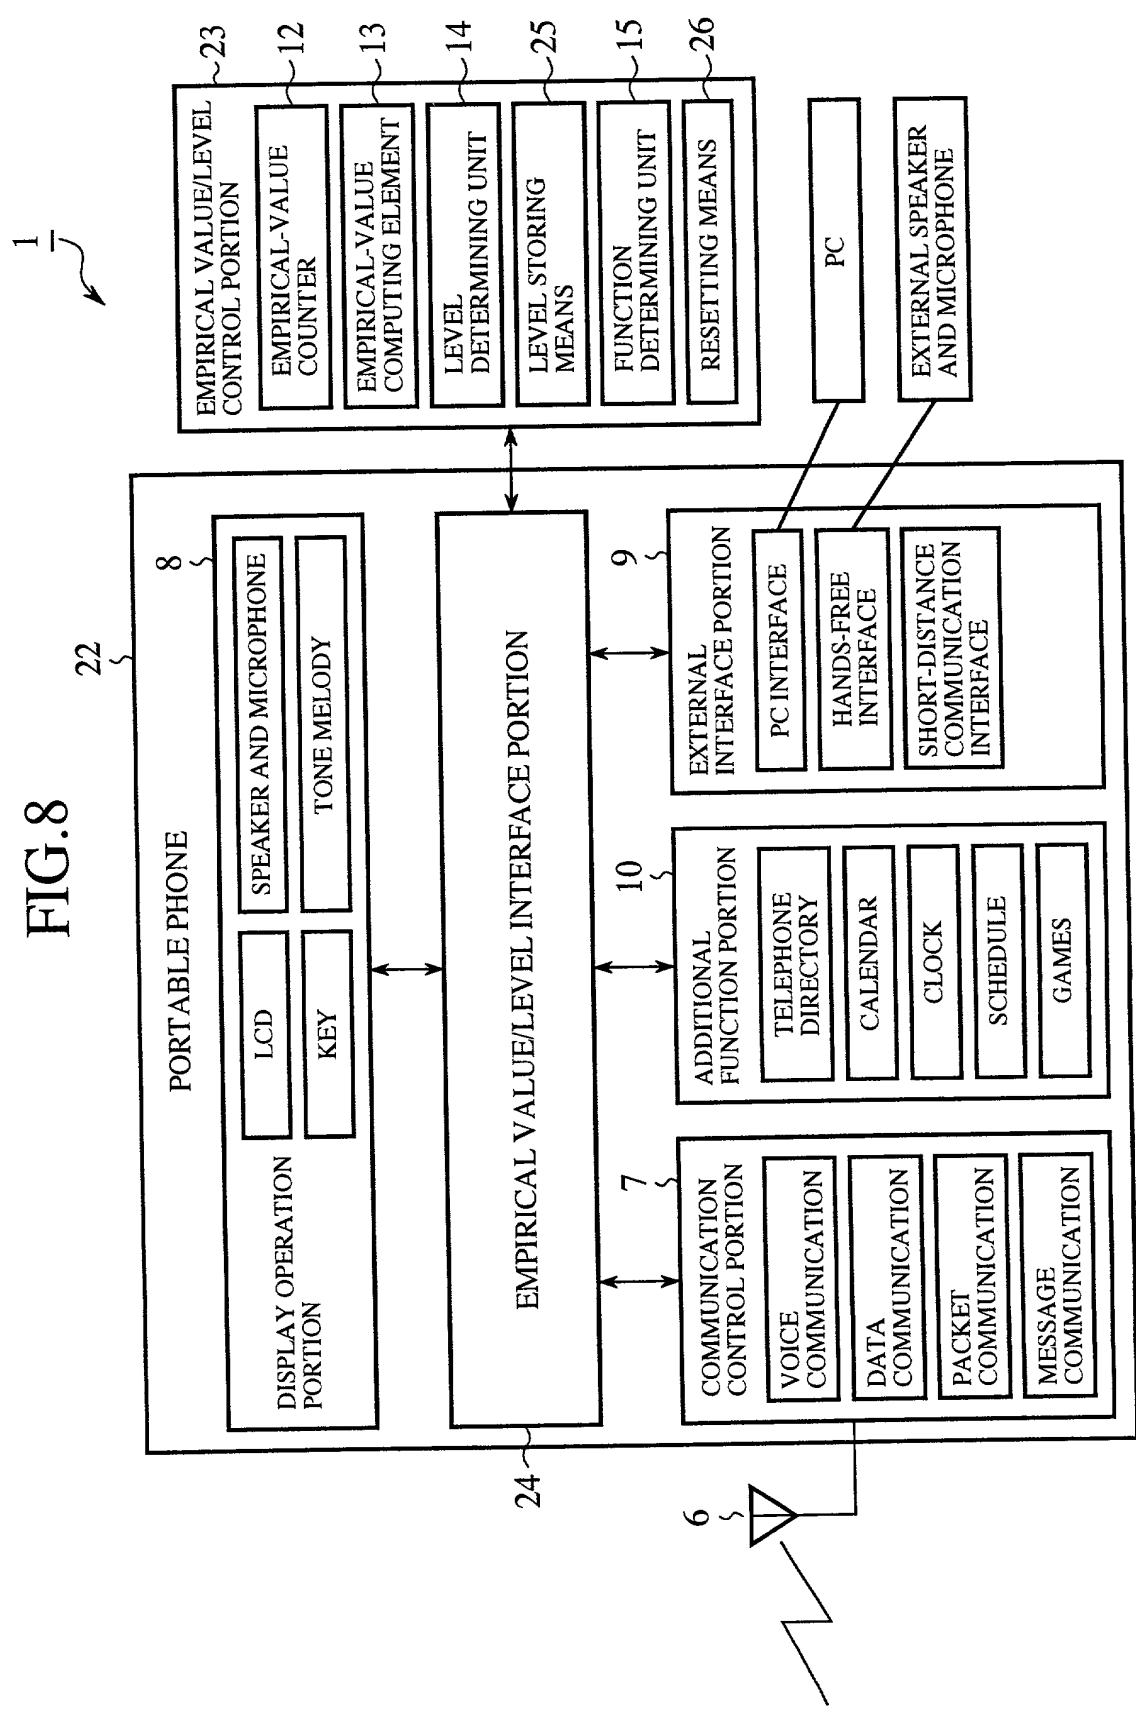 FIG.8
1
22
PORTABLE PHONE
8
DISPLAY OPERATION
PORTION
LCD
SPEAKER AND MICROPHONE
KEY
TONE MELODY
24
EMPIRICAL VALUE/LEVEL INTERFACE PORTION
6
7
COMMUNICATION
CONTROL PORTION
VOICE
COMMUNICATION
DATA
COMMUNICATION
PACKET
COMMUNICATION
MESSAGE
COMMUNICATION
10
ADDITIONAL
FUNCTION PORTION
TELEPHONE
DIRECTORY
CALENDAR
CLOCK
SCHEDULE
GAMES
9
EXTERNAL
INTERFACE PORTION
PC INTERFACE
HANDS-FREE
INTERFACE
SHORT-DISTANCE
COMMUNICATION
INTERFACE
23
EMPIRICAL VALUE/LEVEL
CONTROL PORTION
EMPIRICAL-VALUE
COUNTER
12
EMPIRICAL-VALUE
COMPUTING ELEMENT
13
LEVEL
DETERMINING UNIT
14
LEVEL STORING
MEANS
25
FUNCTION
DETERMINING UNIT
15
RESETTING MEANS
26
PC
EXTERNAL SPEAKER
AND MICROPHONE